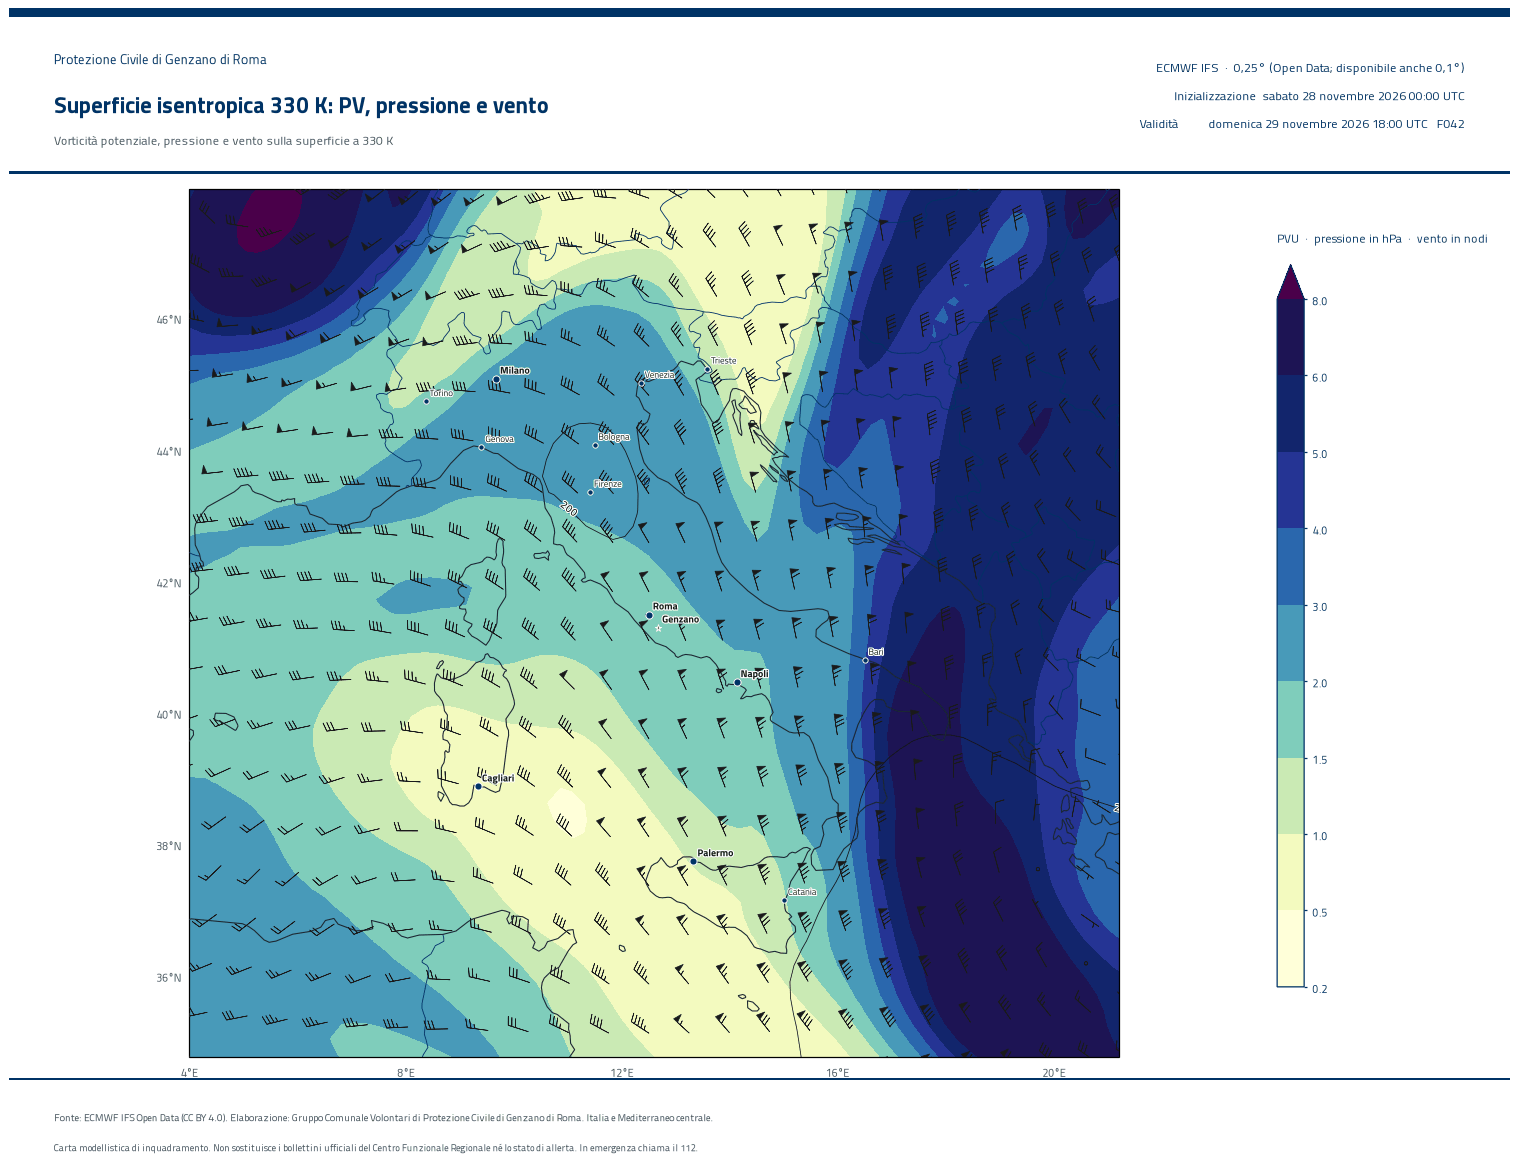 Protezione Civile di Genzano di Roma
Superficie isentropica 330 K: PV, pressione e vento
Vorticità potenziale, pressione e vento sulla superficie a 330 K
ECMWF IFS · 0,25° (Open Data; disponibile anche 0,1°)
Inizializzazione sabato 28 novembre 2026 00:00 UTC
Validità domenica 29 novembre 2026 18:00 UTC F042
PVU · pressione in hPa · vento in nodi
8.0
6.0
5.0
4.0
3.0
2.0
1.5
1.0
0.5
0.2
46°N
44°N
42°N
40°N
38°N
36°N
4°E
8°E
12°E
16°E
20°E
Trieste
Milano
Venezia
Torino
Genova
Bologna
Firenze
200
Roma
Genzano
Bari
Napoli
Cagliari
Palermo
Catania
Fonte: ECMWF IFS Open Data (CC BY 4.0). Elaborazione: Gruppo Comunale Volontari di Protezione Civile di Genzano di Roma. Italia e Mediterraneo centrale.
Carta modellistica di inquadramento. Non sostituisce i bollettini ufficiali del Centro Funzionale Regionale né lo stato di allerta. In emergenza chiama il 112.